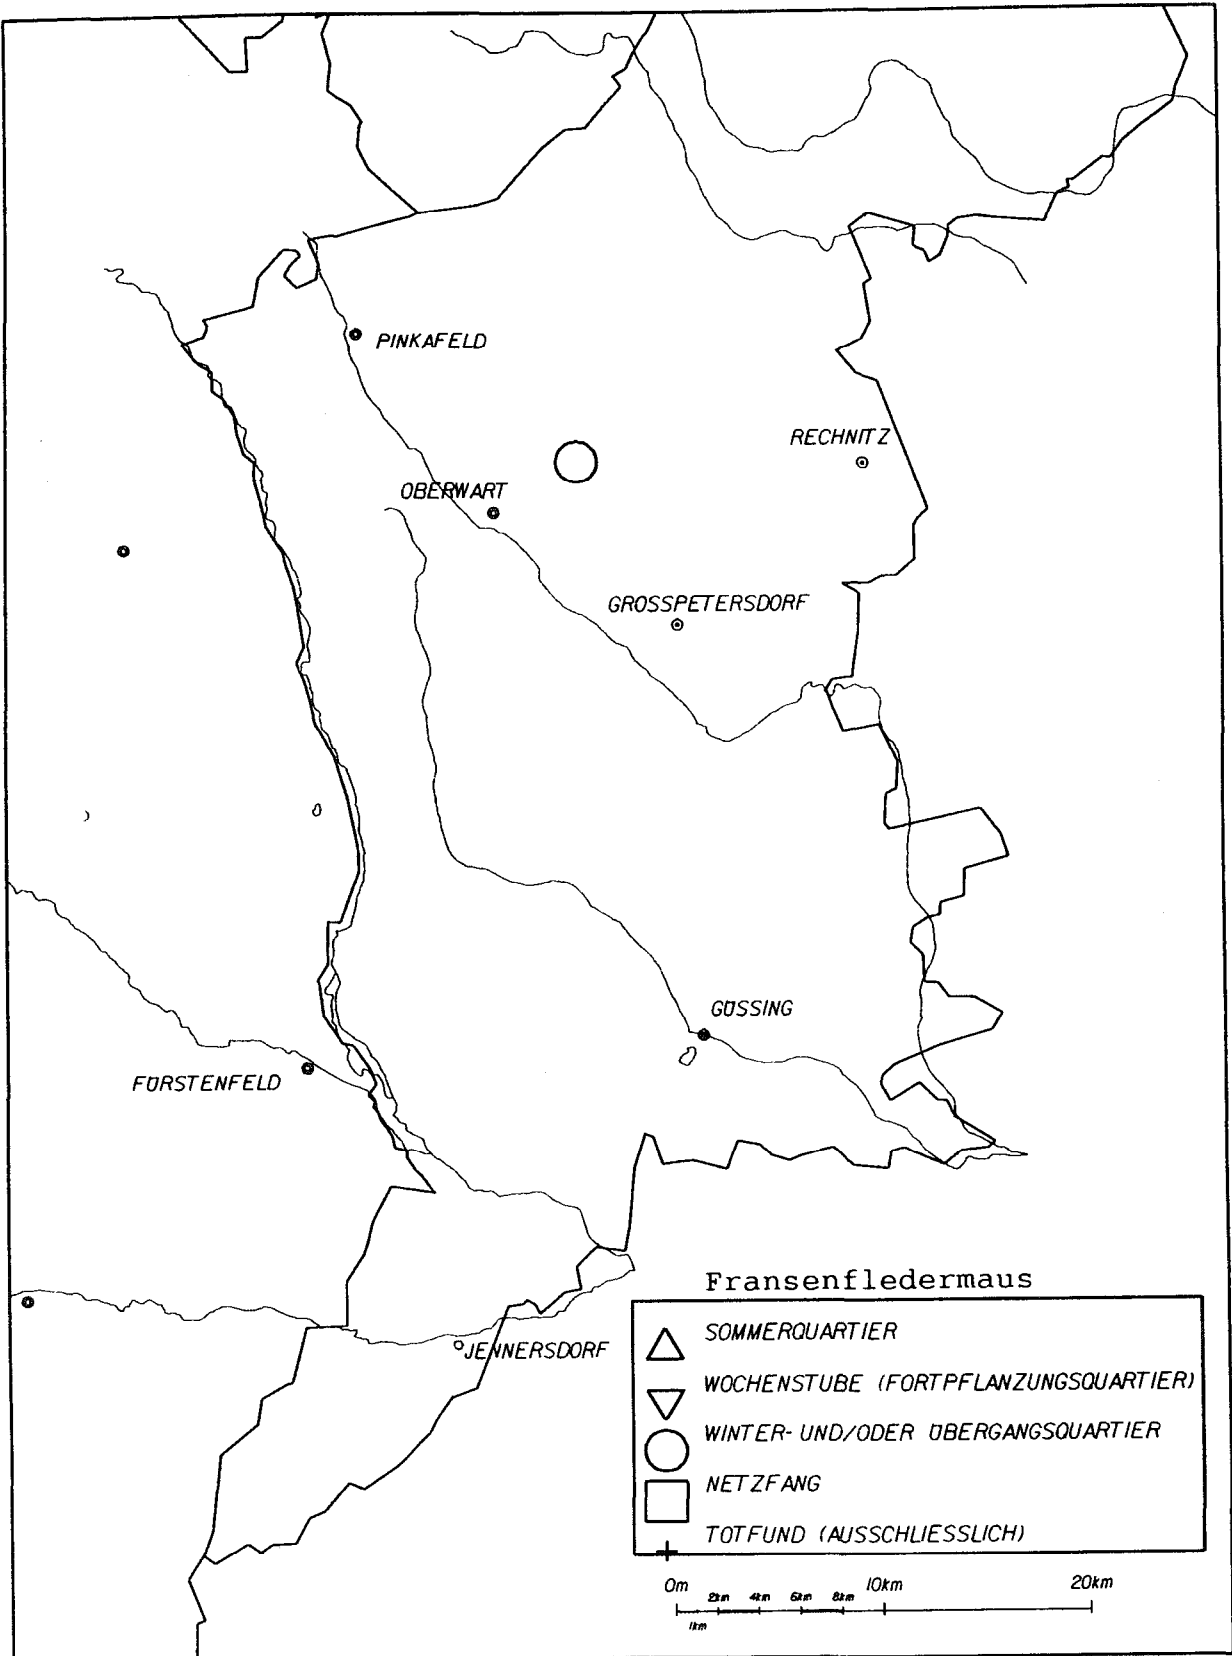 PINKAFELD
RECHNITZ
OBERWART
GROSSPETERSDORF
GÜSSING
FÜRSTENFELD
JENNERSDORF
Fransenfledermaus
SOMMERQUARTIER
WOCHENSTUBE (FORTPFLANZUNGSQUARTIER)
WINTER- UND/ODER ÜBERGANGSQUARTIER
NETZFANG
TOTFUND (AUSSCHLIESSLICH)
0m 10km 20km
2km 4km 6km 8km
1km